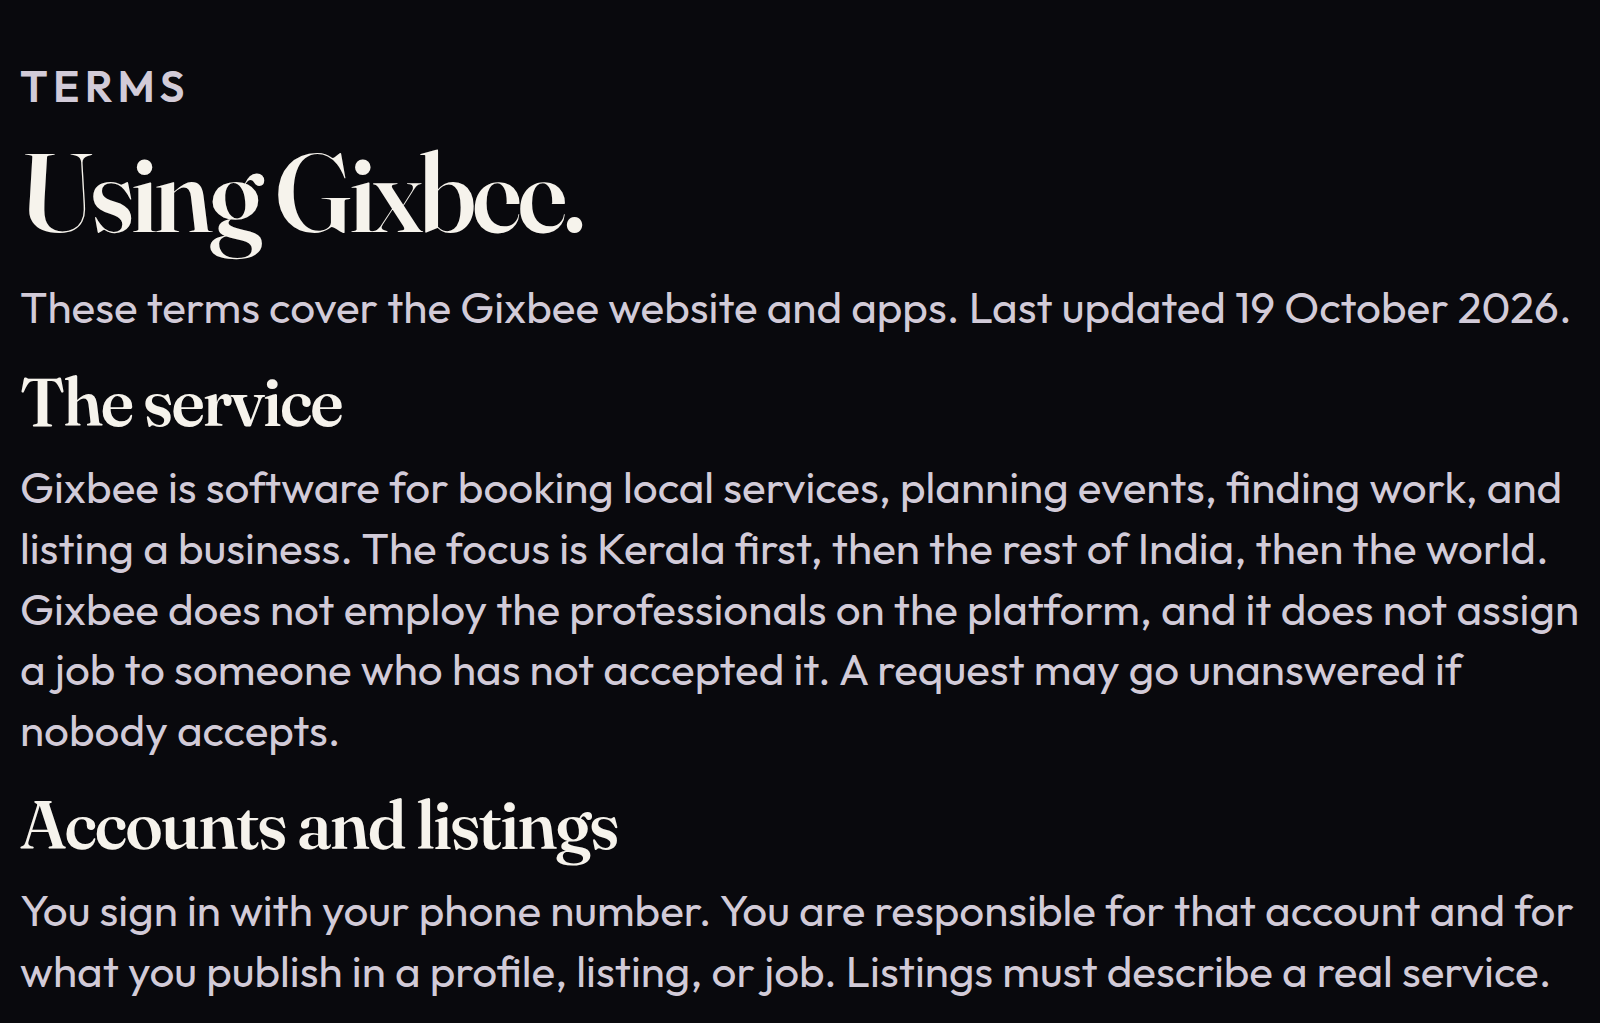 TERMS
Using Gixbee.
These terms cover the Gixbee website and apps. Last updated 19 October 2026.
The service
Gixbee is software for booking local services, planning events, finding work, and
listing a business. The focus is Kerala first, then the rest of India, then the world.
Gixbee does not employ the professionals on the platform, and it does not assign
a job to someone who has not accepted it. A request may go unanswered if
nobody accepts.
Accounts and listings
You sign in with your phone number. You are responsible for that account and for
what you publish in a profile, listing, or job. Listings must describe a real service.